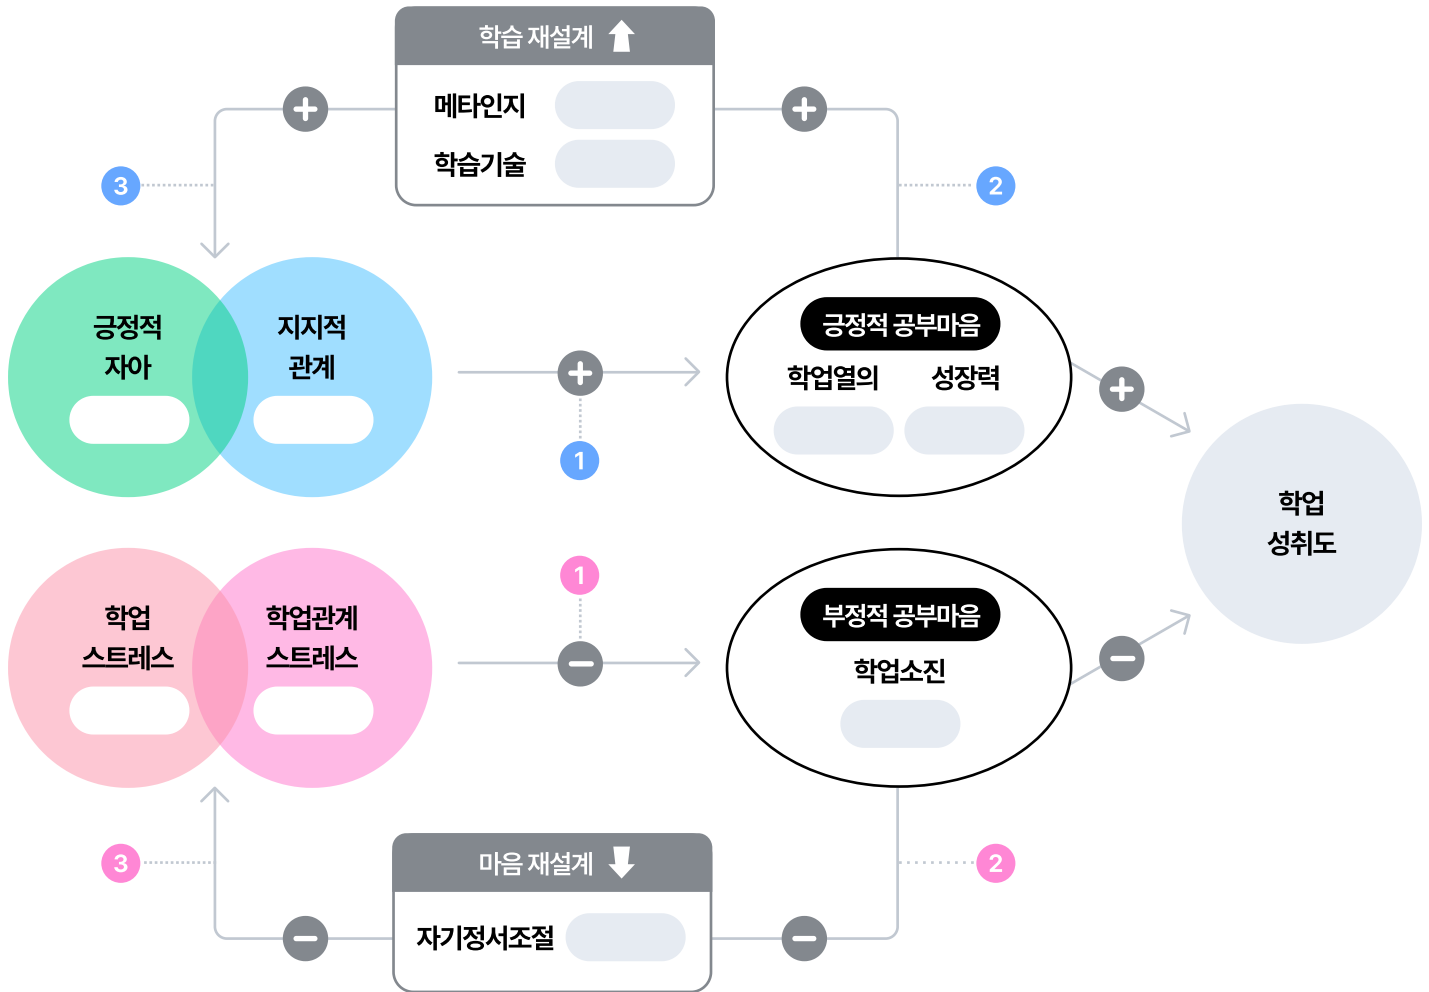 학습 재설계
메타인지
학습기술
3
2
긍정적
자아
지지적
관계
1
긍정적 공부마음
학업열의
성장력
학업
성취도
학업
스트레스
학업관계
스트레스
1
부정적 공부마음
학업소진
3
2
마음 재설계
자기정서조절